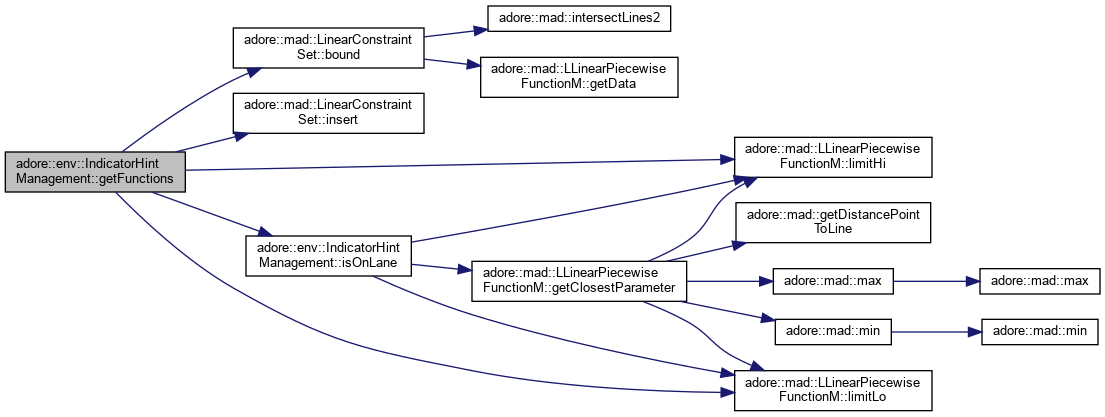 adore::mad::intersectLines2
adore::mad::LinearConstraint
Set::bound
adore::mad::LLinearPiecewise
FunctionM::getData
adore::mad::LinearConstraint
Set::insert
adore::env::IndicatorHint
Management::getFunctions
adore::mad::LLinearPiecewise
FunctionM::limitHi
adore::mad::getDistancePoint
ToLine
adore::env::IndicatorHint
Management::isOnLane
adore::mad::LLinearPiecewise
FunctionM::getClosestParameter
adore::mad::max
adore::mad::max
adore::mad::min
adore::mad::min
adore::mad::LLinearPiecewise
FunctionM::limitLo